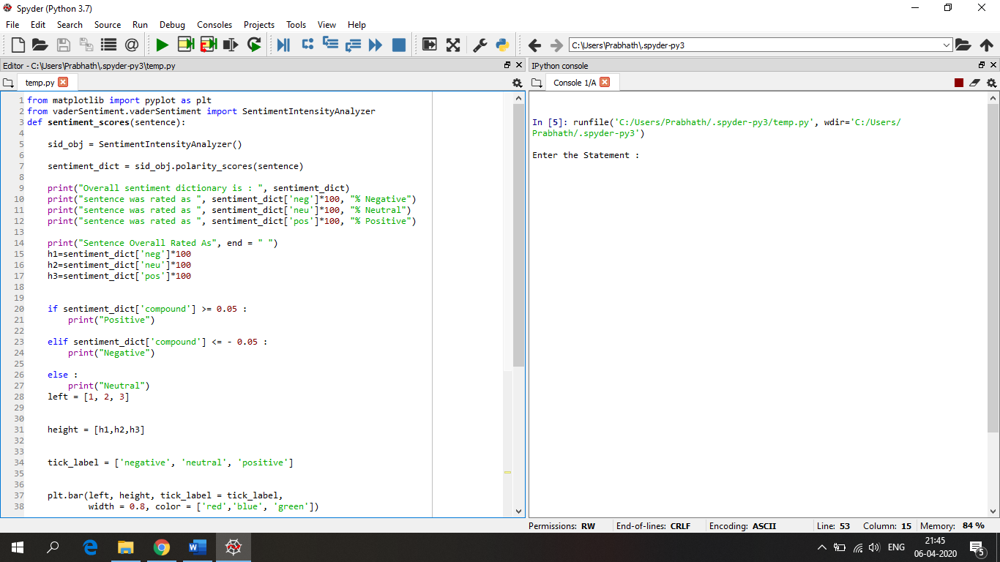 Spyder (Python 3.7)
File Edit Search Source Run Debug Consoles Projects Tools View Help
C:\Users\Prabhath\.spyder-py3
Editor - C:\Users\Prabhath\.spyder-py3\temp.py
temp.py
1 from matplotlib import pyplot as plt
2 from vaderSentiment.vaderSentiment import SentimentIntensityAnalyzer
3 def sentiment_scores(sentence):
4
5     sid_obj = SentimentIntensityAnalyzer()
6
7     sentiment_dict = sid_obj.polarity_scores(sentence)
8
9     print("Overall sentiment dictionary is : ", sentiment_dict)
10     print("sentence was rated as ", sentiment_dict['neg']*100, "% Negative")
11     print("sentence was rated as ", sentiment_dict['neu']*100, "% Neutral")
12     print("sentence was rated as ", sentiment_dict['pos']*100, "% Positive")
13
14     print("Sentence Overall Rated As", end = " ")
15     h1=sentiment_dict['neg']*100
16     h2=sentiment_dict['neu']*100
17     h3=sentiment_dict['pos']*100
18
19
20     if sentiment_dict['compound'] >= 0.05 :
21         print("Positive")
22
23     elif sentiment_dict['compound'] <= - 0.05 :
24         print("Negative")
25
26     else :
27         print("Neutral")
28     left = [1, 2, 3]
29
30
31     height = [h1,h2,h3]
32
33
34     tick_label = ['negative', 'neutral', 'positive']
35
36
37     plt.bar(left, height, tick_label = tick_label,
38             width = 0.8, color = ['red','blue', 'green'])
IPython console
Console 1/A
In [5]: runfile('C:/Users/Prabhath/.spyder-py3/temp.py', wdir='C:/Users/
Prabhath/.spyder-py3')
Enter the Statement :
Permissions: RW End-of-lines: CRLF Encoding: ASCII Line: 53 Column: 15 Memory: 84 %
ENG
21:45
06-04-2020
5